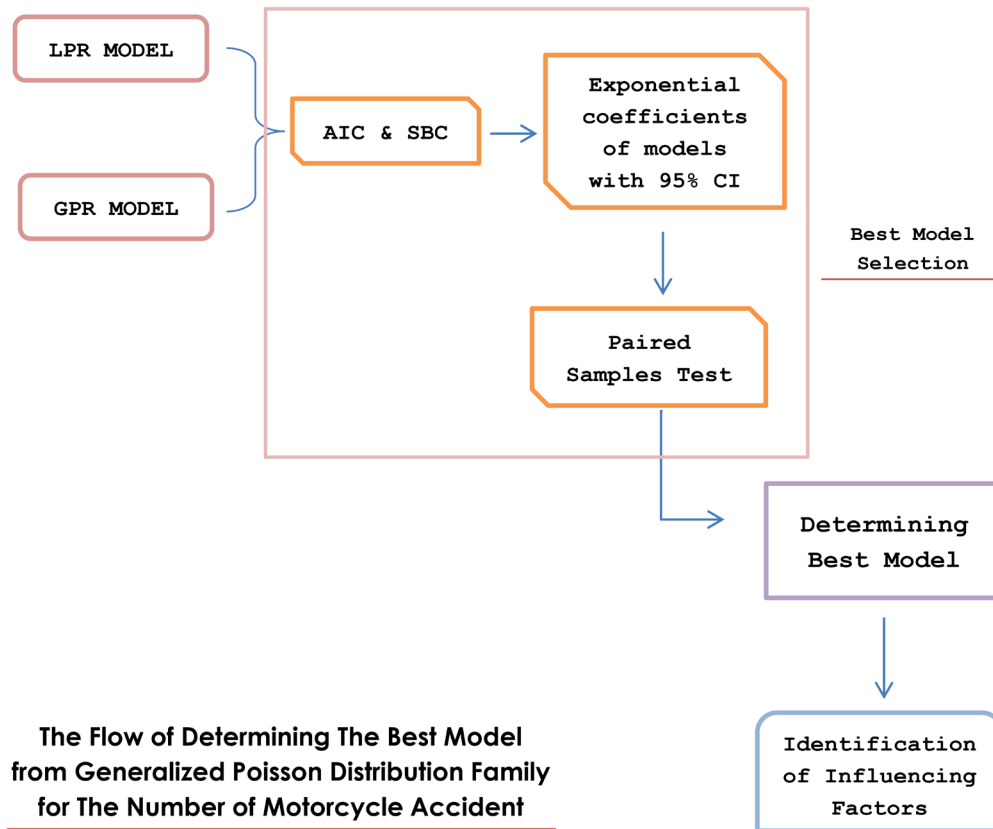 LPR MODEL
GPR MODEL
AIC & SBC
Exponential
coefficients
of models
with 95% CI
Paired
Samples Test
Best Model
Selection
Determining
Best Model
Identification
of Influencing
Factors
The Flow of Determining The Best Model
from Generalized Poisson Distribution Family
for The Number of Motorcycle Accident